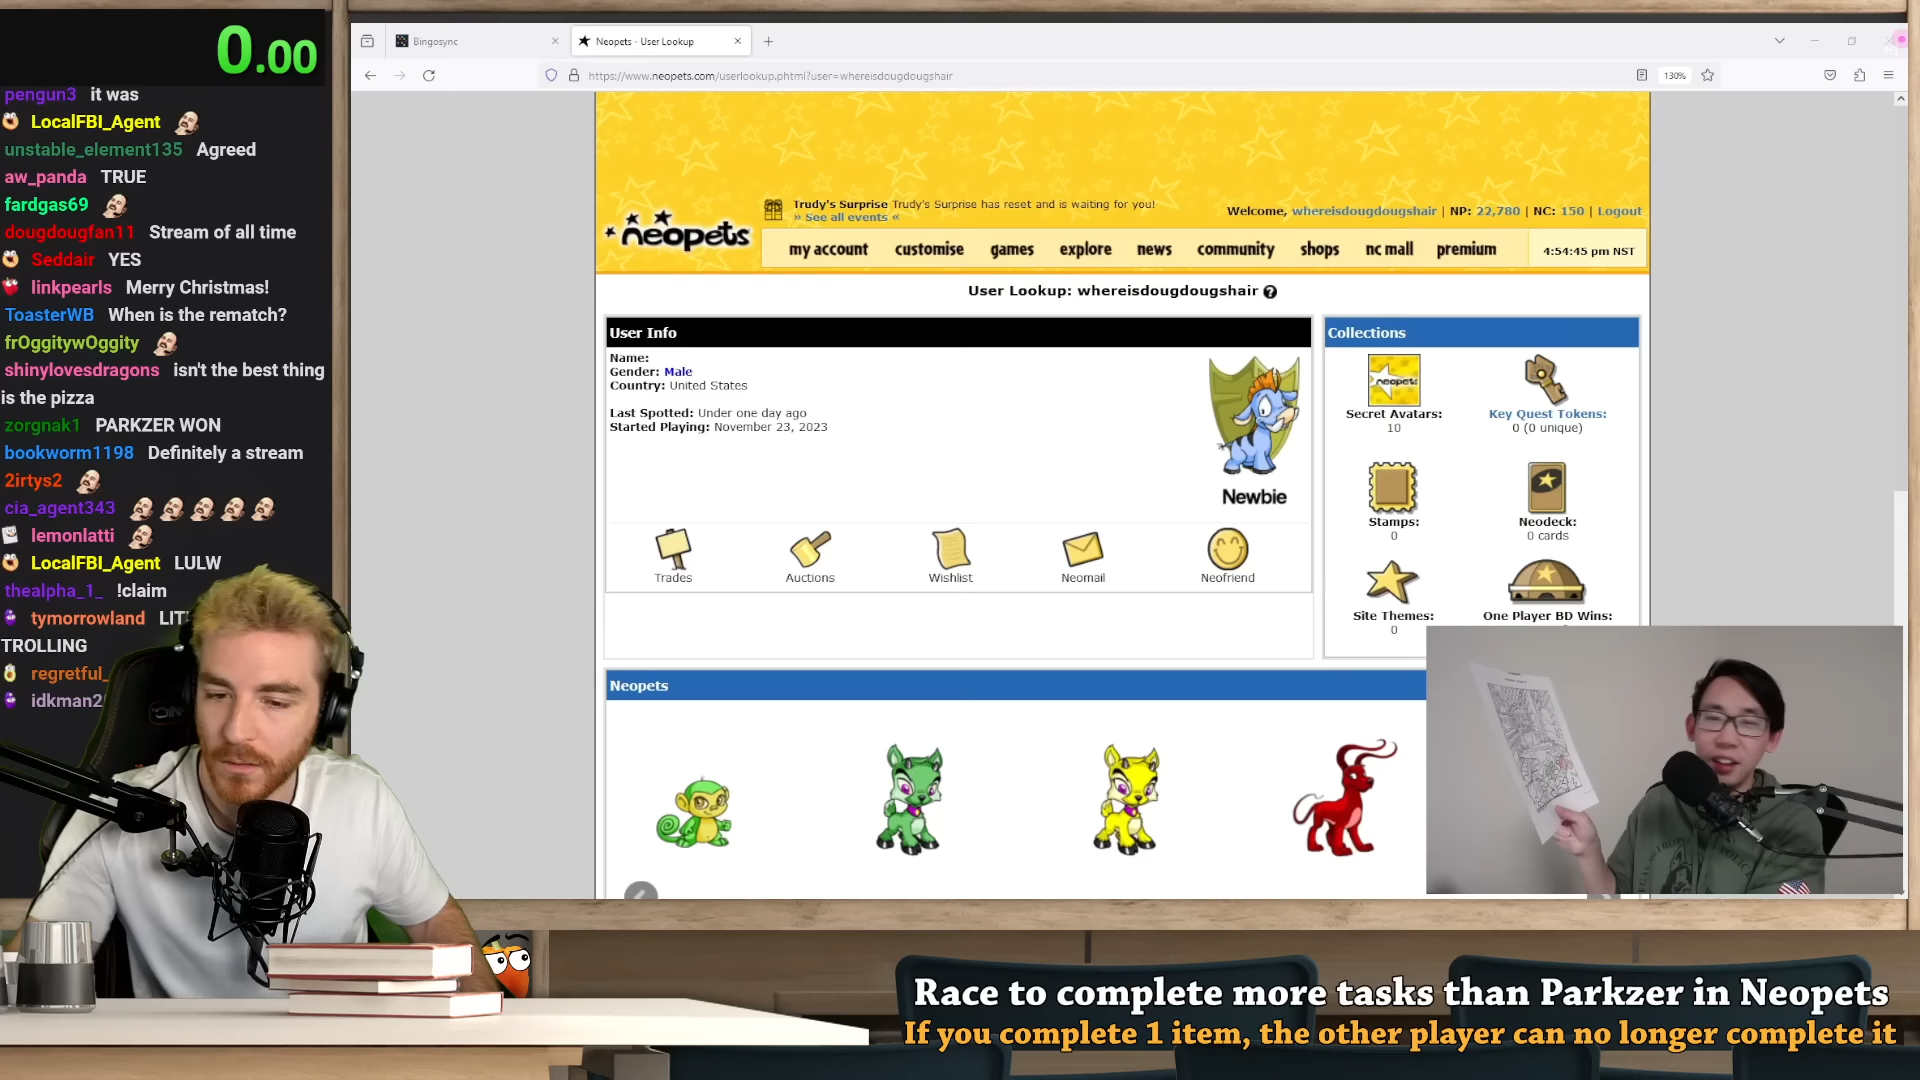 0.00
pengun3 it was
LocalFBI_Agent
unstable_element135 Agreed
aw_panda TRUE
fardgas69
dougdougfan11 Stream of all time
Seddair YES
linkpearls Merry Christmas!
ToasterWB When is the rematch?
frOggitywOggity
shinylovesdragons isn't the best thing
is the pizza
zorgnak1 PARKZER WON
bookworm1198 Definitely a stream
2irtys2
cia_agent343
lemonlatti
LocalFBI_Agent LULW
thealpha_1_ !claim
tymorrowland
TROLLING
regretful_
idkman2
Bingosync
Neopets - User Lookup
https://www.neopets.com/userlookup.phtml?user=whereisdougdougshair
130%
Trudy's Surprise Trudy's Surprise has reset and is waiting for you!
» See all events «
Welcome, whereisdougdougshair | NP: 22,780 | NC: 150 | Logout
neopets
my account customise games explore news community shops nc mall premium
4:54:45 pm NST
User Lookup: whereisdougdougshair
User Info
Name:
Gender: Male
Country: United States
Last Spotted: Under one day ago
Started Playing: November 23, 2023
Newbie
Trades Auctions Wishlist Neomail Neofriend
Collections
neopets
Secret Avatars:
10
Key Quest Tokens:
0 (0 unique)
Stamps:
0
Neodeck:
0 cards
Site Themes:
0
One Player BD Wins:
Neopets
Race to complete more tasks than Parkzer in Neopets
If you complete 1 item, the other player can no longer complete it